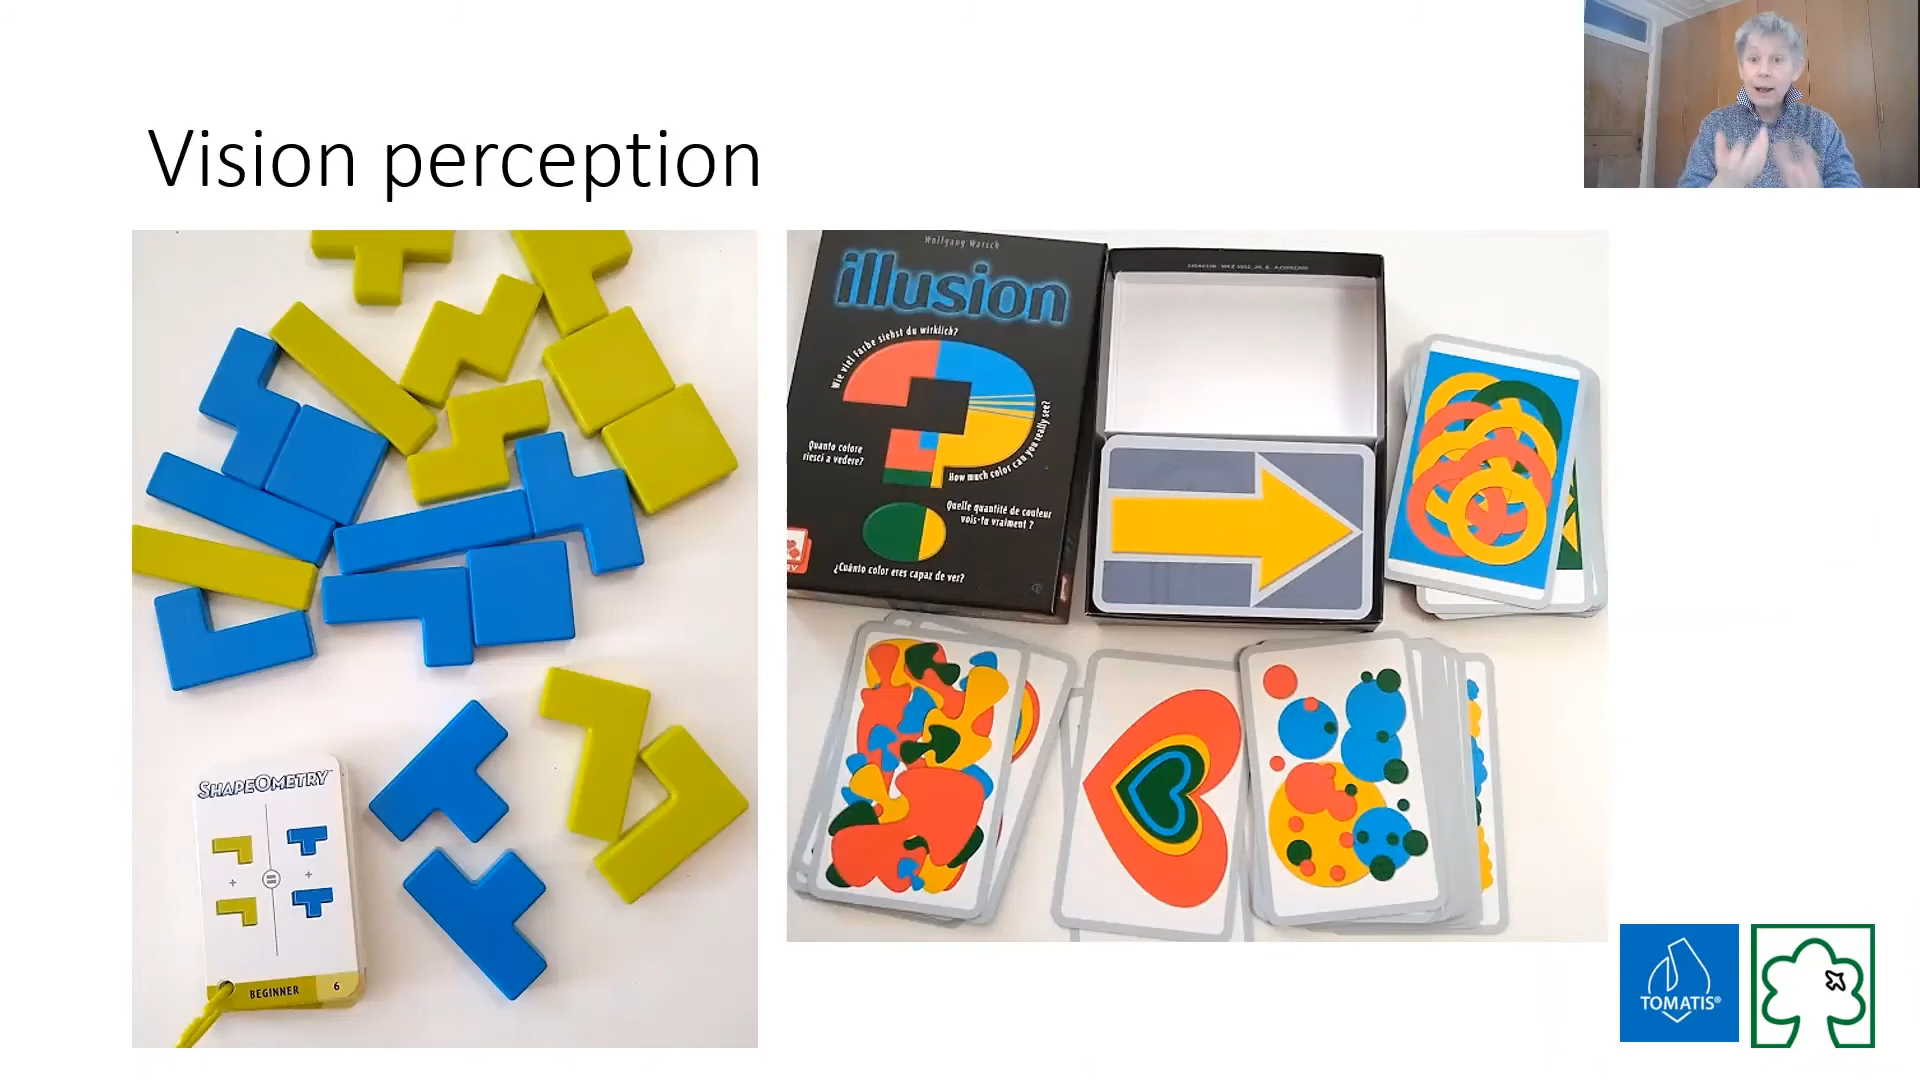 Vision perception
Wolfgang Warsch
illusion
Wie viel Farbe siehst du wirklich?
How much color can you really see?
Quanto colore
riesci a vedere?
Quelle quantité de couleur
vois-tu vraiment ?
¿Cuánto color eres capaz de ver?
SHAPEOMETRY
+
=
+
BEGINNER 6
TOMATIS®